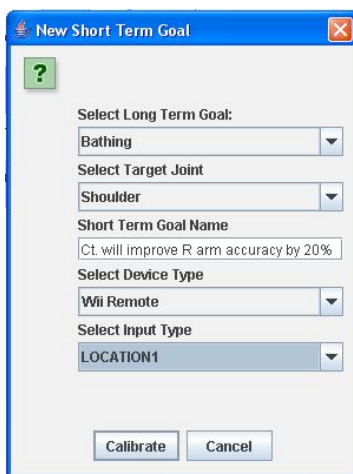 New Short Term Goal
?
Select Long Term Goal:
Bathing
Select Target Joint
Shoulder
Short Term Goal Name
Ct. will improve R arm accuracy by 20%
Select Device Type
Wii Remote
Select Input Type
LOCATION1
Calibrate Cancel